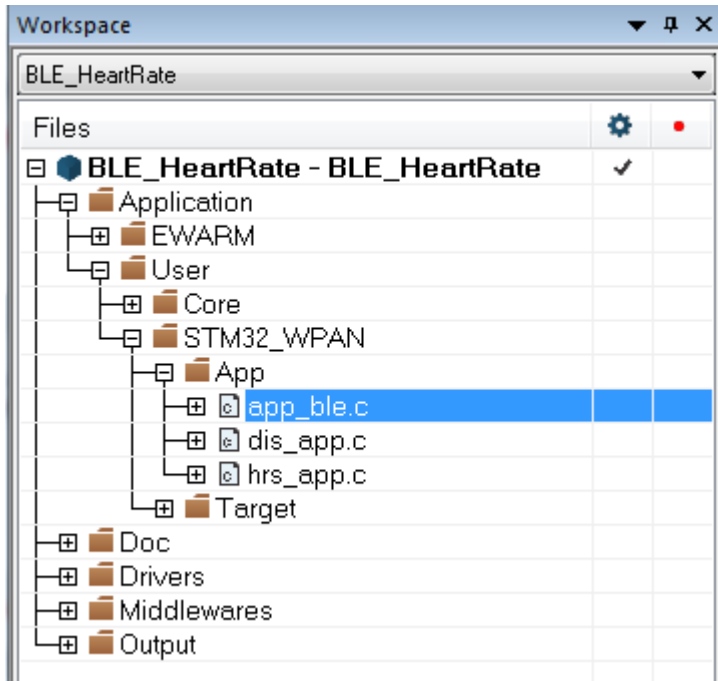 Workspace
BLE_HeartRate
Files
BLE_HeartRate - BLE_HeartRate
Application
EWARM
User
Core
STM32_WPAN
App
app_ble.c
dis_app.c
hrs_app.c
Target
Doc
Drivers
Middlewares
Output